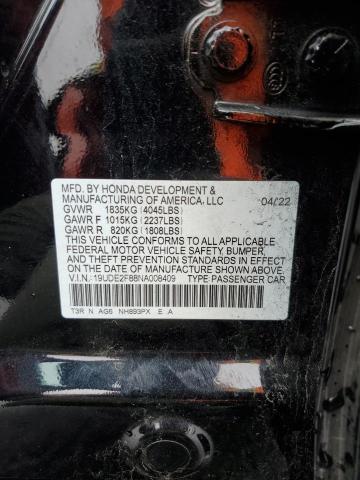 MFD. BY HONDA DEVELOPMENT &
MANUFACTURING OF AMERICA, LLC 04/22
GVWR 1835KG (4045LBS)
GAWR F 1015KG (2237LBS)
GAWR R 820KG (1808LBS)
THIS VEHICLE CONFORMS TO ALL APPLICABLE
FEDERAL MOTOR VEHICLE SAFETY, BUMPER,
AND THEFT PREVENTION STANDARDS IN EFFECT
ON THE DATE OF MANUFACTURE SHOWN ABOVE.
V.I.N.: 19UDE2F88NA008409 TYPE: PASSENGER CAR
T3R N AG6 NH893PX E A